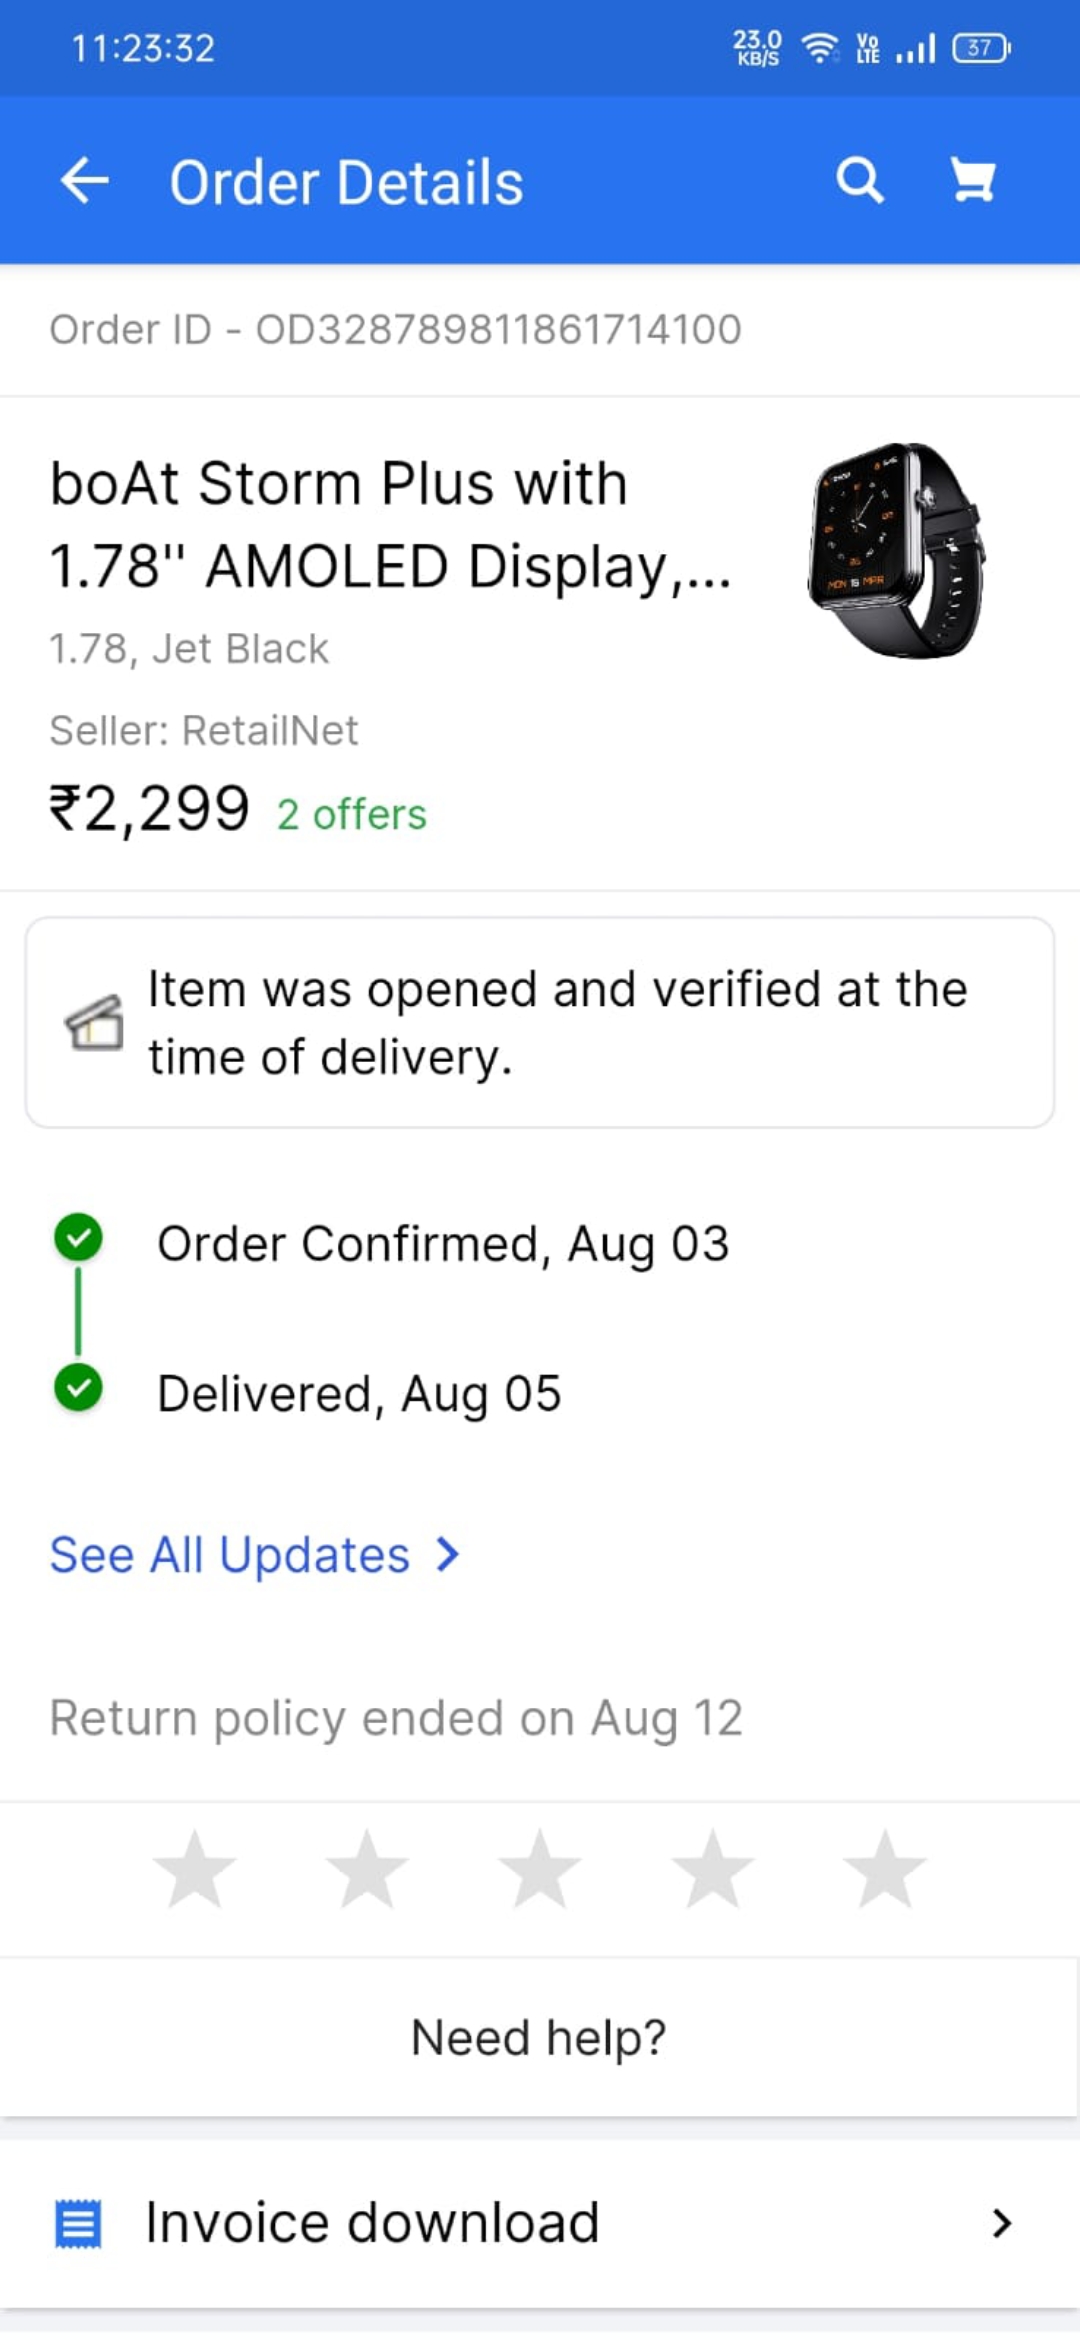 11:23:32
23.0 KB/S
Vo LTE
37
Order Details
Order ID - OD328789811861714100
boAt Storm Plus with
1.78" AMOLED Display,...
1.78, Jet Black
Seller: RetailNet
₹2,299 2 offers
Item was opened and verified at the
time of delivery.
Order Confirmed, Aug 03
Delivered, Aug 05
See All Updates
Return policy ended on Aug 12
Need help?
Invoice download